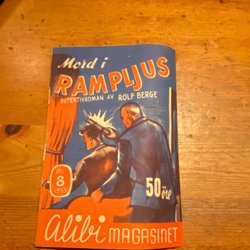 Mord i
RAMPLJUS
DETEKTIVROMAN AV ROLF BERGE
Nr.
8
50 öre
Alibi MAGASINET